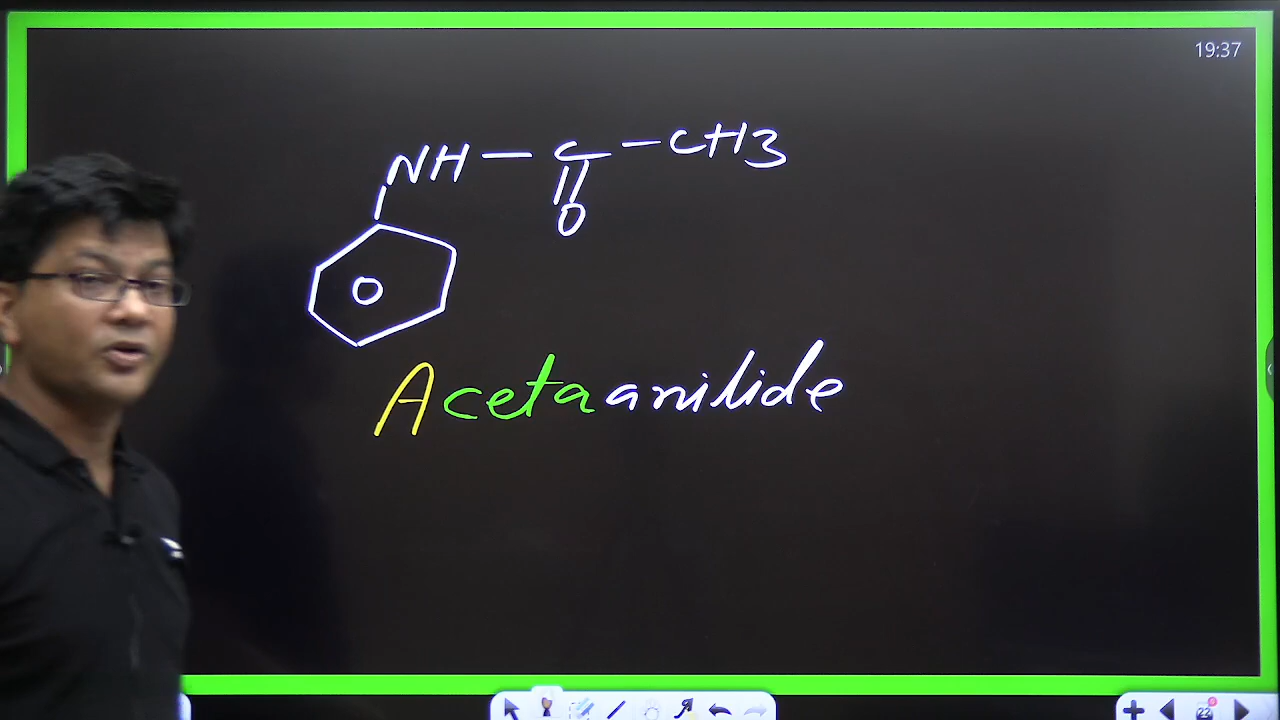 19:37
NH — C — CH3
O
O
Acetaanilide